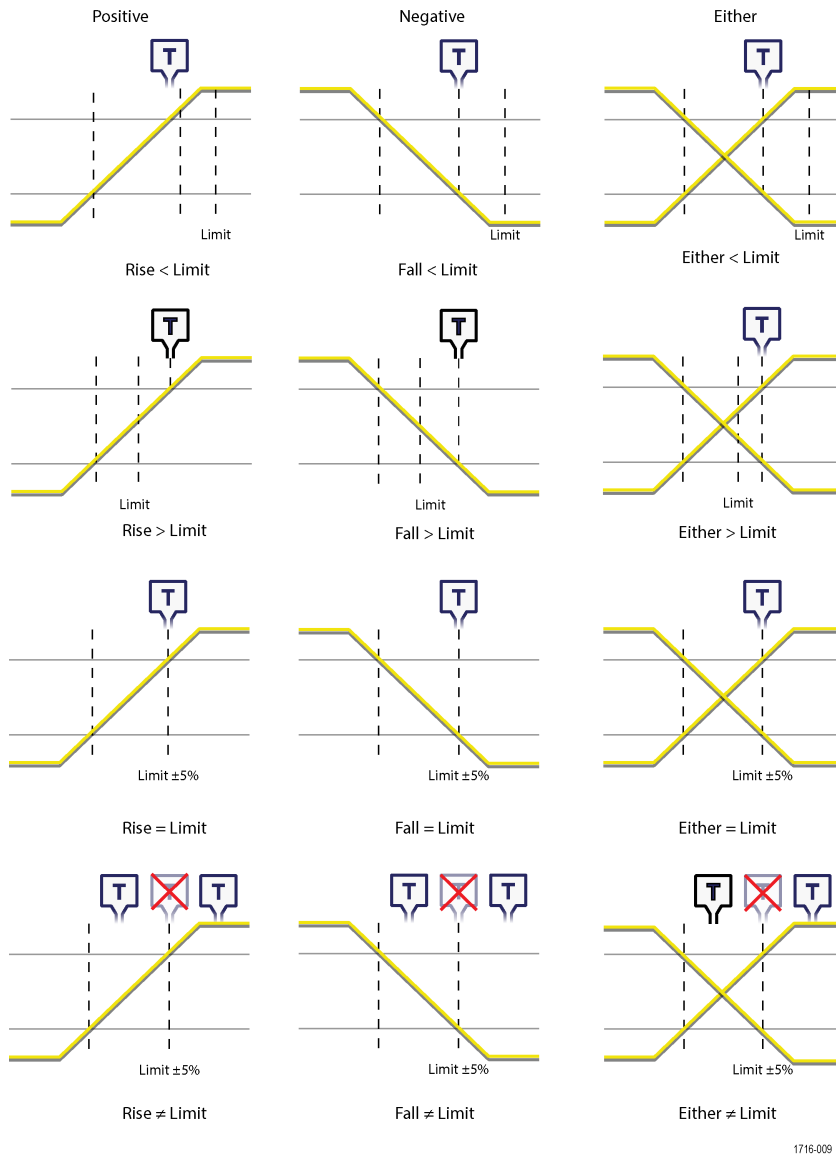 Positive Negative Either
T T T
Limit Limit Limit
Rise < Limit Fall < Limit Either < Limit
T T T
Limit Limit Limit
Rise > Limit Fall > Limit Either > Limit
T T T
Limit ±5% Limit ±5% Limit ±5%
Rise = Limit Fall = Limit Either = Limit
T T T T T T T T T
Limit ±5% Limit ±5% Limit ±5%
Rise ≠ Limit Fall ≠ Limit Either ≠ Limit
1716-009